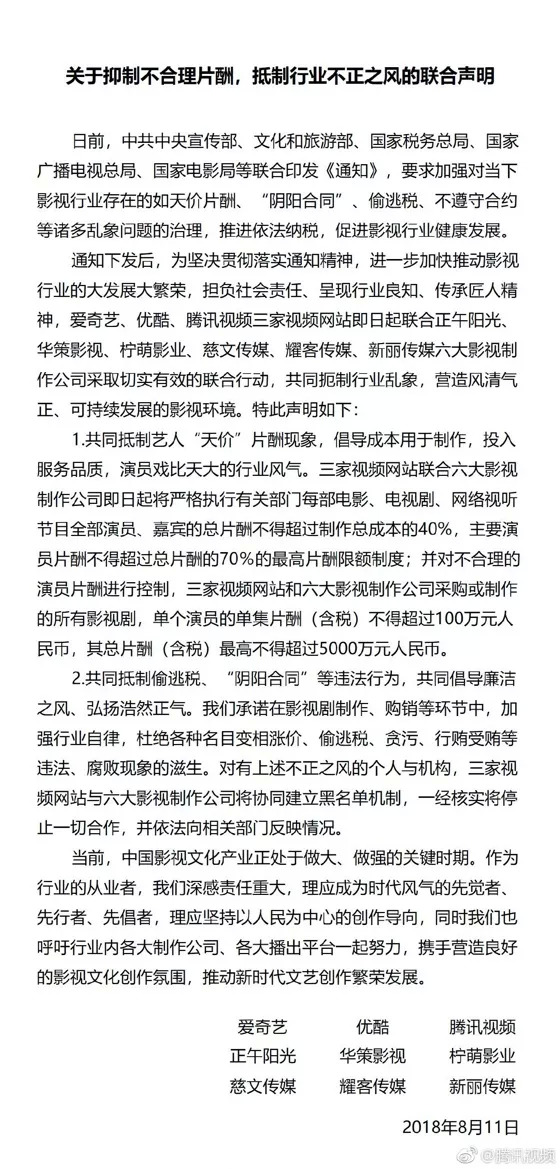 关于抑制不合理片酬，抵制行业不正之风的联合声明
日前，中共中央宣传部、文化和旅游部、国家税务总局、国家
广播电视总局、国家电影局等联合印发《通知》，要求加强对当下
影视行业存在的如天价片酬、“阴阳合同”、偷逃税、不遵守合约
等诸多乱象问题的治理，推进依法纳税，促进影视行业健康发展。
通知下发后，为坚决贯彻落实通知精神，进一步加快推动影视
行业的大发展大繁荣，担负社会责任、呈现行业良知、传承匠人精
神，爱奇艺、优酷、腾讯视频三家视频网站即日起联合正午阳光、
华策影视、柠萌影业、慈文传媒、耀客传媒、新丽传媒六大影视制
作公司采取切实有效的联合行动，共同扼制行业乱象，营造风清气
正、可持续发展的影视环境。特此声明如下：
1.共同抵制艺人“天价”片酬现象，倡导成本用于制作，投入
服务品质，演员戏比天大的行业风气。三家视频网站联合六大影视
制作公司即日起将严格执行有关部门每部电影、电视剧、网络视听
节目全部演员、嘉宾的总片酬不得超过制作总成本的40%，主要演
员片酬不得超过总片酬的70%的最高片酬限额制度；并对不合理的
演员片酬进行控制，三家视频网站和六大影视制作公司采购或制作
的所有影视剧，单个演员的单集片酬（含税）不得超过100万元人
民币，其总片酬（含税）最高不得超过5000万元人民币。
2.共同抵制偷逃税、“阴阳合同”等违法行为，共同倡导廉洁
之风、弘扬浩然正气。我们承诺在影视剧制作、购销等环节中，加
强行业自律，杜绝各种名目变相涨价、偷逃税、贪污、行贿受贿等
违法、腐败现象的滋生。对有上述不正之风的个人与机构，三家视
频网站与六大影视制作公司将协同建立黑名单机制，一经核实将停
止一切合作，并依法向相关部门反映情况。
当前，中国影视文化产业正处于做大、做强的关键时期。作为
行业的从业者，我们深感责任重大，理应成为时代风气的先觉者、
先行者、先倡者，理应坚持以人民为中心的创作导向，同时我们也
呼吁行业内各大制作公司、各大播出平台一起努力，携手营造良好
的影视文化创作氛围，推动新时代文艺创作繁荣发展。
爱奇艺 优酷 腾讯视频
正午阳光 华策影视 柠萌影业
慈文传媒 耀客传媒 新丽传媒
2018年8月11日
@腾讯视频